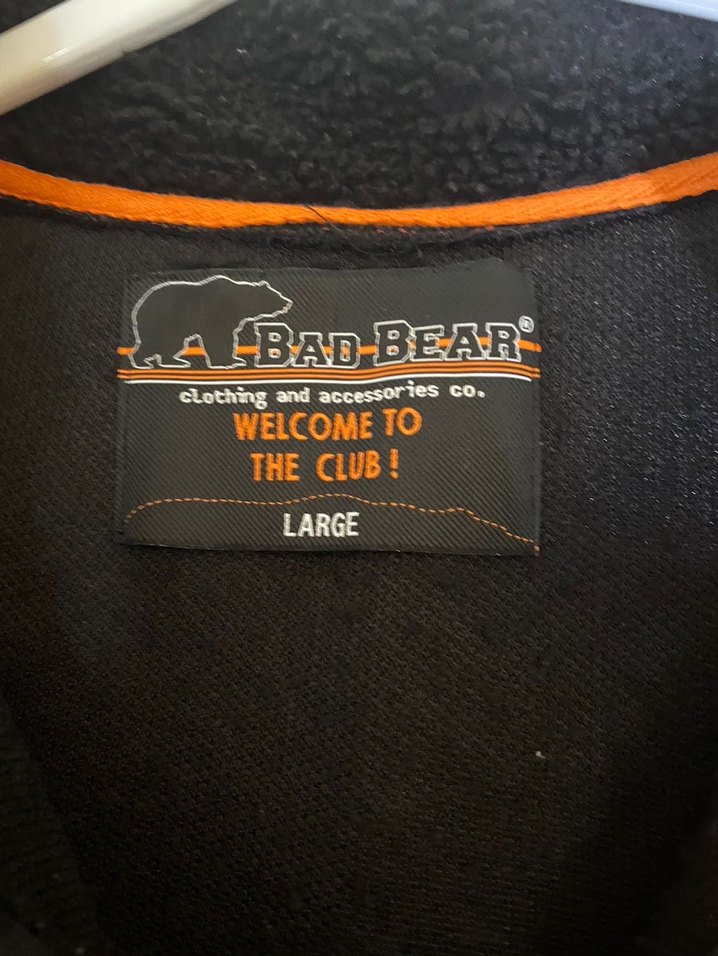 BAD BEAR®
clothing and accessories co.
WELCOME TO
THE CLUB!
LARGE